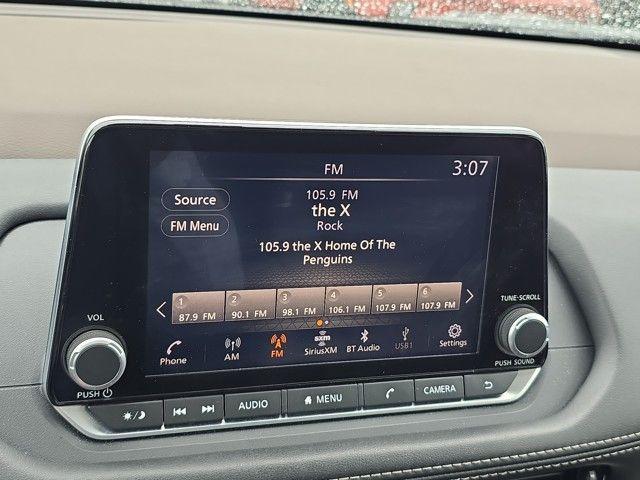 FM
3:07
Source
FM Menu
105.9 FM
the X
Rock
105.9 the X Home Of The
Penguins
1 2 3 4 5 6
87.9 FM 90.1 FM 98.1 FM 106.1 FM 107.9 FM 107.9 FM
Phone AM FM sxm SiriusXM BT Audio USB1 Settings
VOL
PUSH
TUNE·SCROLL
PUSH SOUND
AUDIO MENU CAMERA